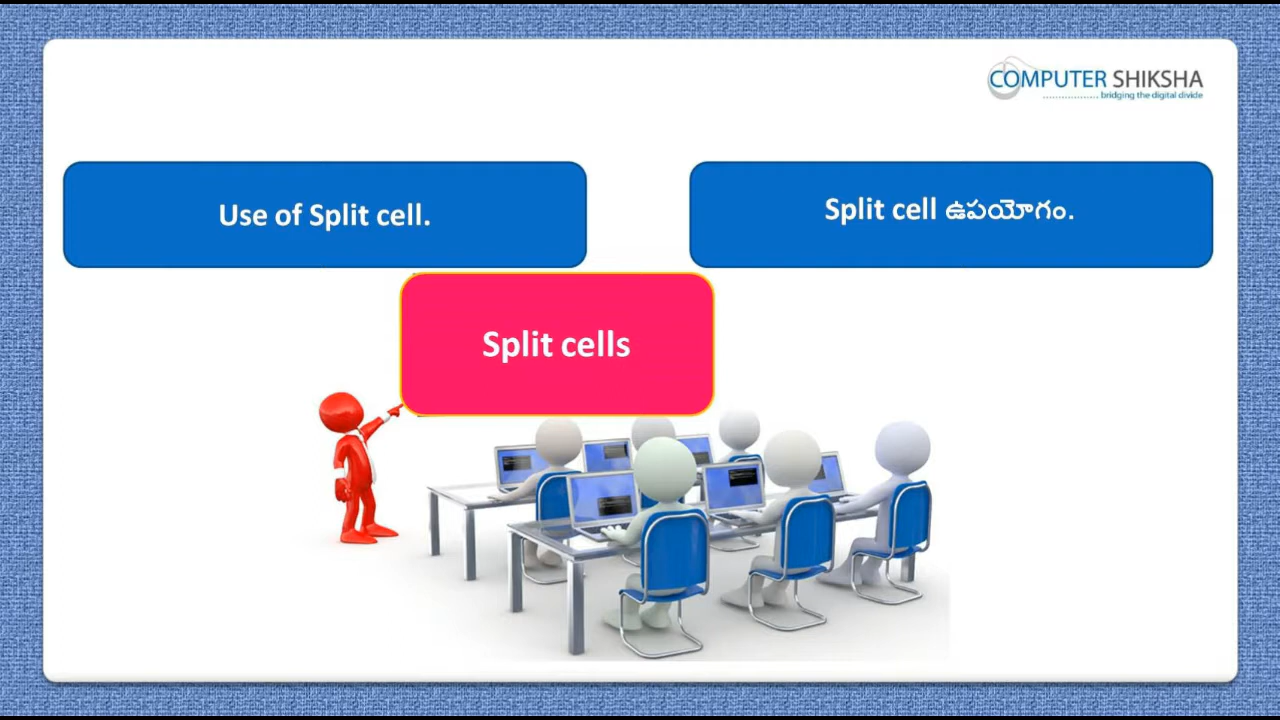 COMPUTER SHIKSHA
bridging the digital divide
Use of Split cell.
Split cell ఉపయోగం.
Split cells